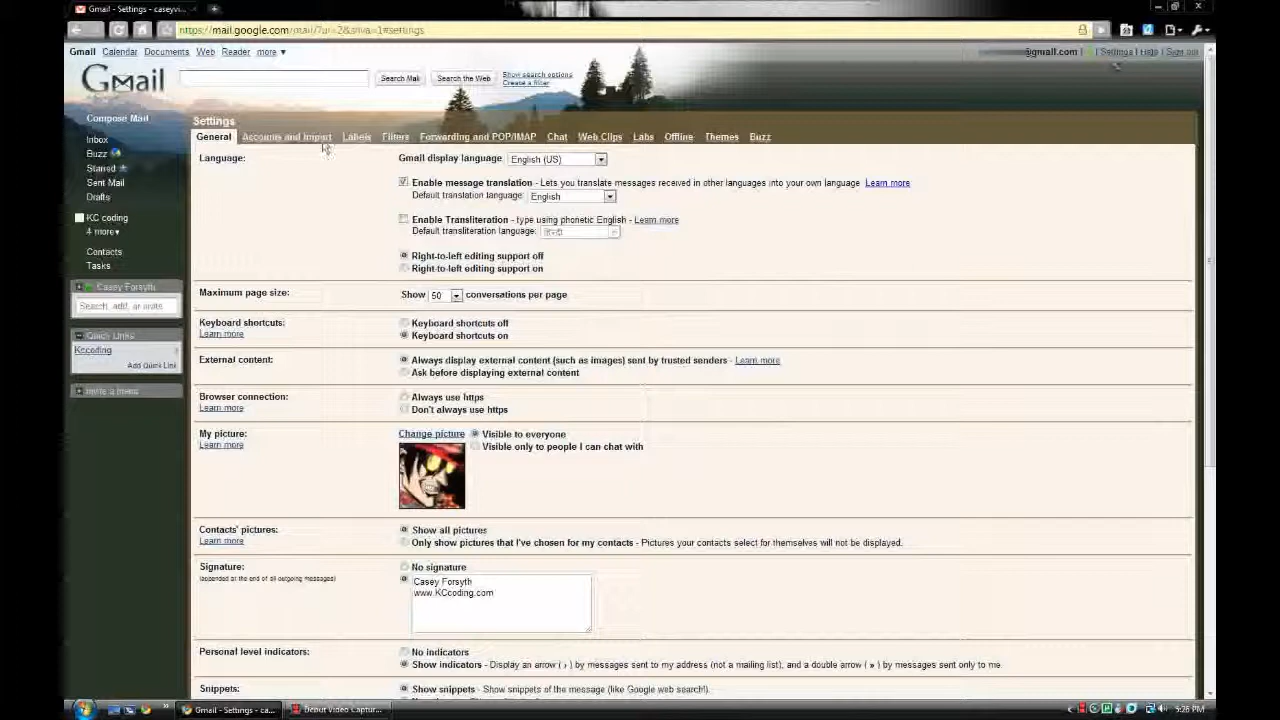 Gmail - Settings - caseyvi...
https://mail.google.com/mail/?ui=2&shva=1#settings
Gmail Calendar Documents Web Reader more ▼
@gmail.com | Settings | Help | Sign out
Gmail
Search Mail Search the Web Show search options
Create a filter
Compose Mail
Inbox
Buzz
Starred
Sent Mail
Drafts
KC coding
4 more▼
Contacts
Tasks
Casey Forsyth
Search, add, or invite
Quick Links
Kccoding
Add Quick Link
Invite a friend
Settings
General Accounts and Import Labels Filters Forwarding and POP/IMAP Chat Web Clips Labs Offline Themes Buzz
Language: Gmail display language: English (US)
Enable message translation - Lets you translate messages received in other languages into your own language Learn more
Default translation language: English
Enable Transliteration - type using phonetic English - Learn more
Default transliteration language:
Right-to-left editing support off
Right-to-left editing support on
Maximum page size: Show 50 conversations per page
Keyboard shortcuts: Keyboard shortcuts off
Learn more Keyboard shortcuts on
External content: Always display external content (such as images) sent by trusted senders - Learn more
Ask before displaying external content
Browser connection: Always use https
Learn more Don't always use https
My picture: Change picture Visible to everyone
Learn more Visible only to people I can chat with
Contacts' pictures: Show all pictures
Learn more Only show pictures that I've chosen for my contacts - Pictures your contacts select for themselves will not be displayed.
Signature: No signature
(appended at the end of all outgoing messages)
Casey Forsyth
www.KCcoding.com
Personal level indicators: No indicators
Show indicators - Display an arrow ( › ) by messages sent to my address (not a mailing list), and a double arrow ( » ) by messages sent only to me.
Snippets: Show snippets - Show snippets of the message (like Google web search!).
Gmail - Settings - ca... Debut Video Captur... 5:26 PM